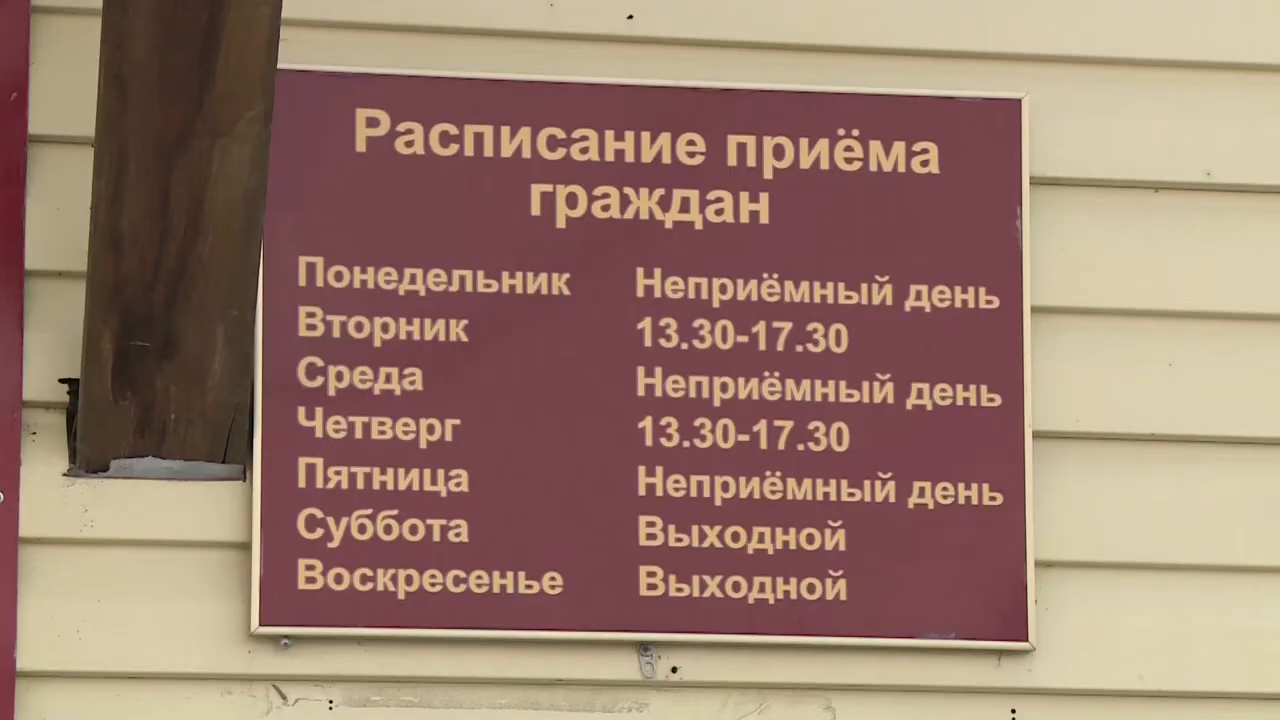 Расписание приёма
граждан
Понедельник Неприёмный день
Вторник 13.30-17.30
Среда Неприёмный день
Четверг 13.30-17.30
Пятница Неприёмный день
Суббота Выходной
Воскресенье Выходной